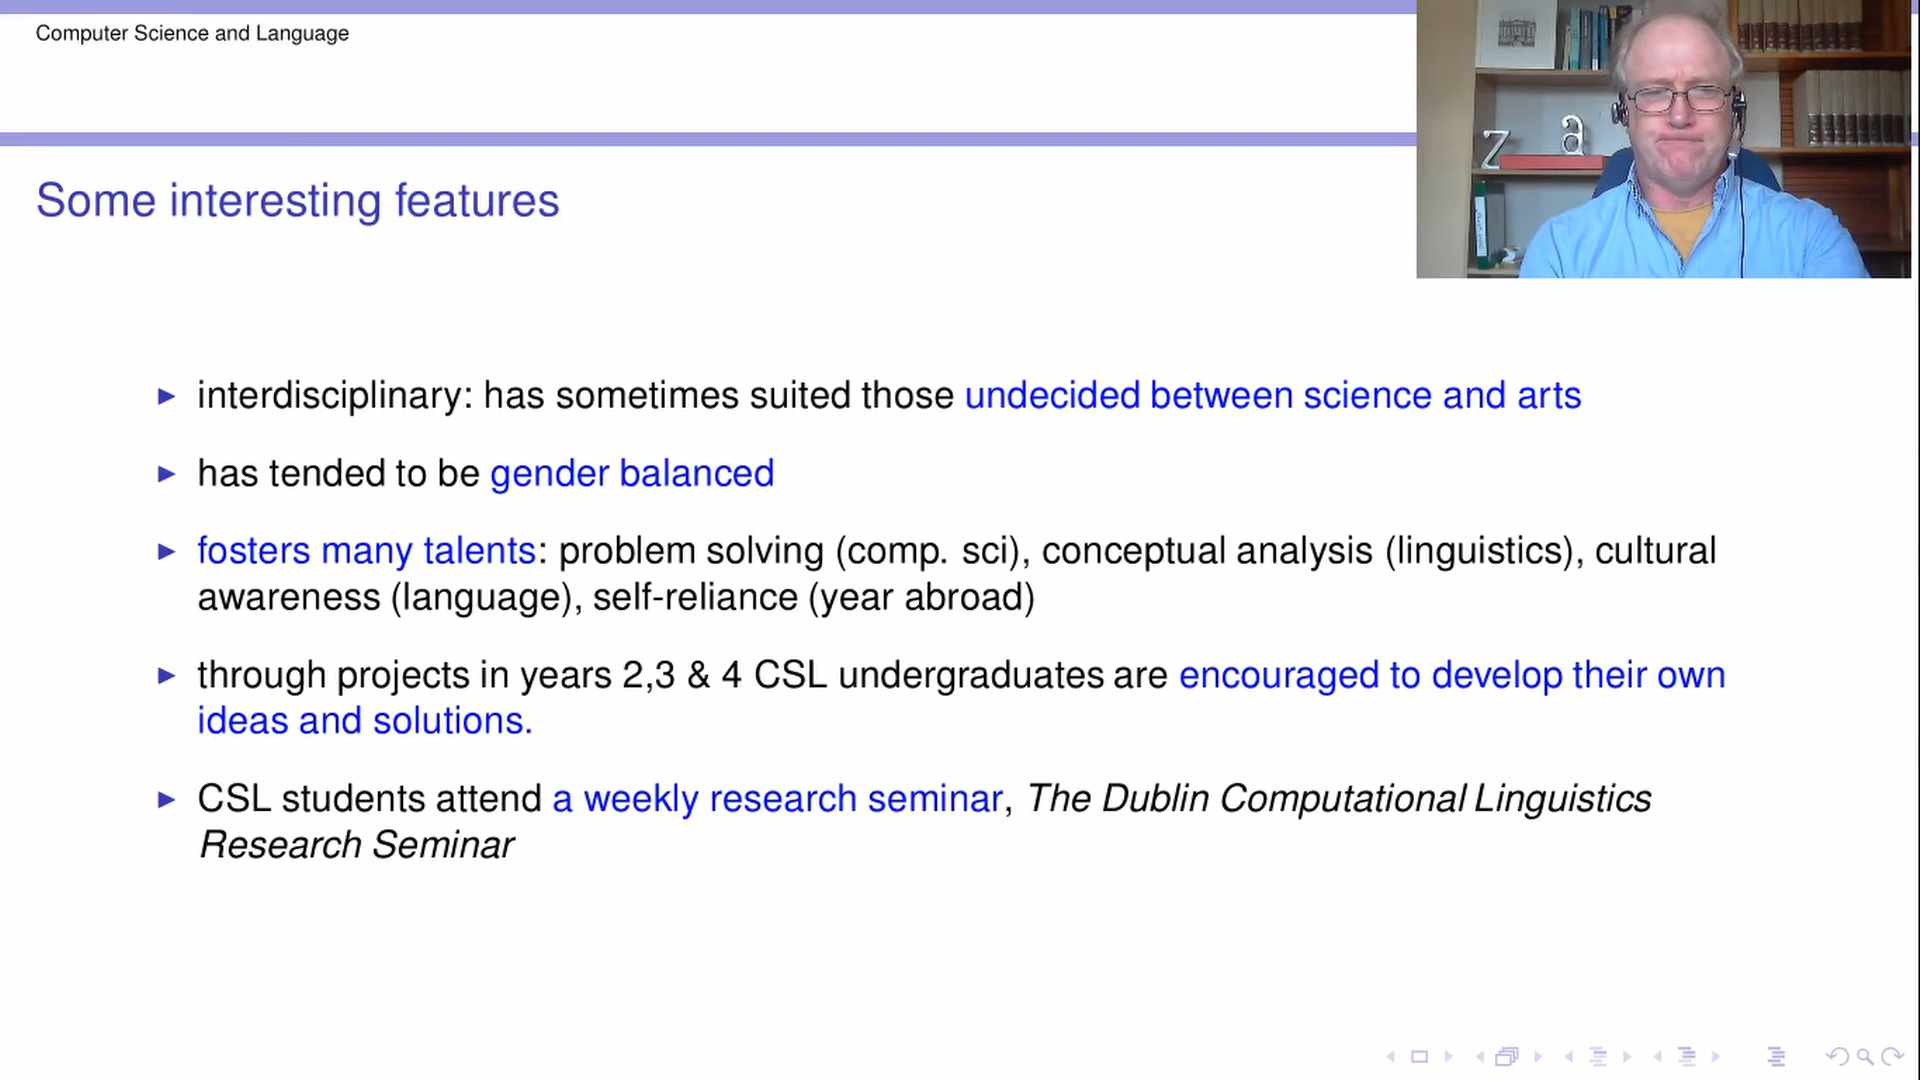 Computer Science and Language
Some interesting features
interdisciplinary: has sometimes suited those undecided between science and arts
has tended to be gender balanced
fosters many talents: problem solving (comp. sci), conceptual analysis (linguistics), cultural
awareness (language), self-reliance (year abroad)
through projects in years 2,3 & 4 CSL undergraduates are encouraged to develop their own
ideas and solutions.
CSL students attend a weekly research seminar, The Dublin Computational Linguistics
Research Seminar
z a